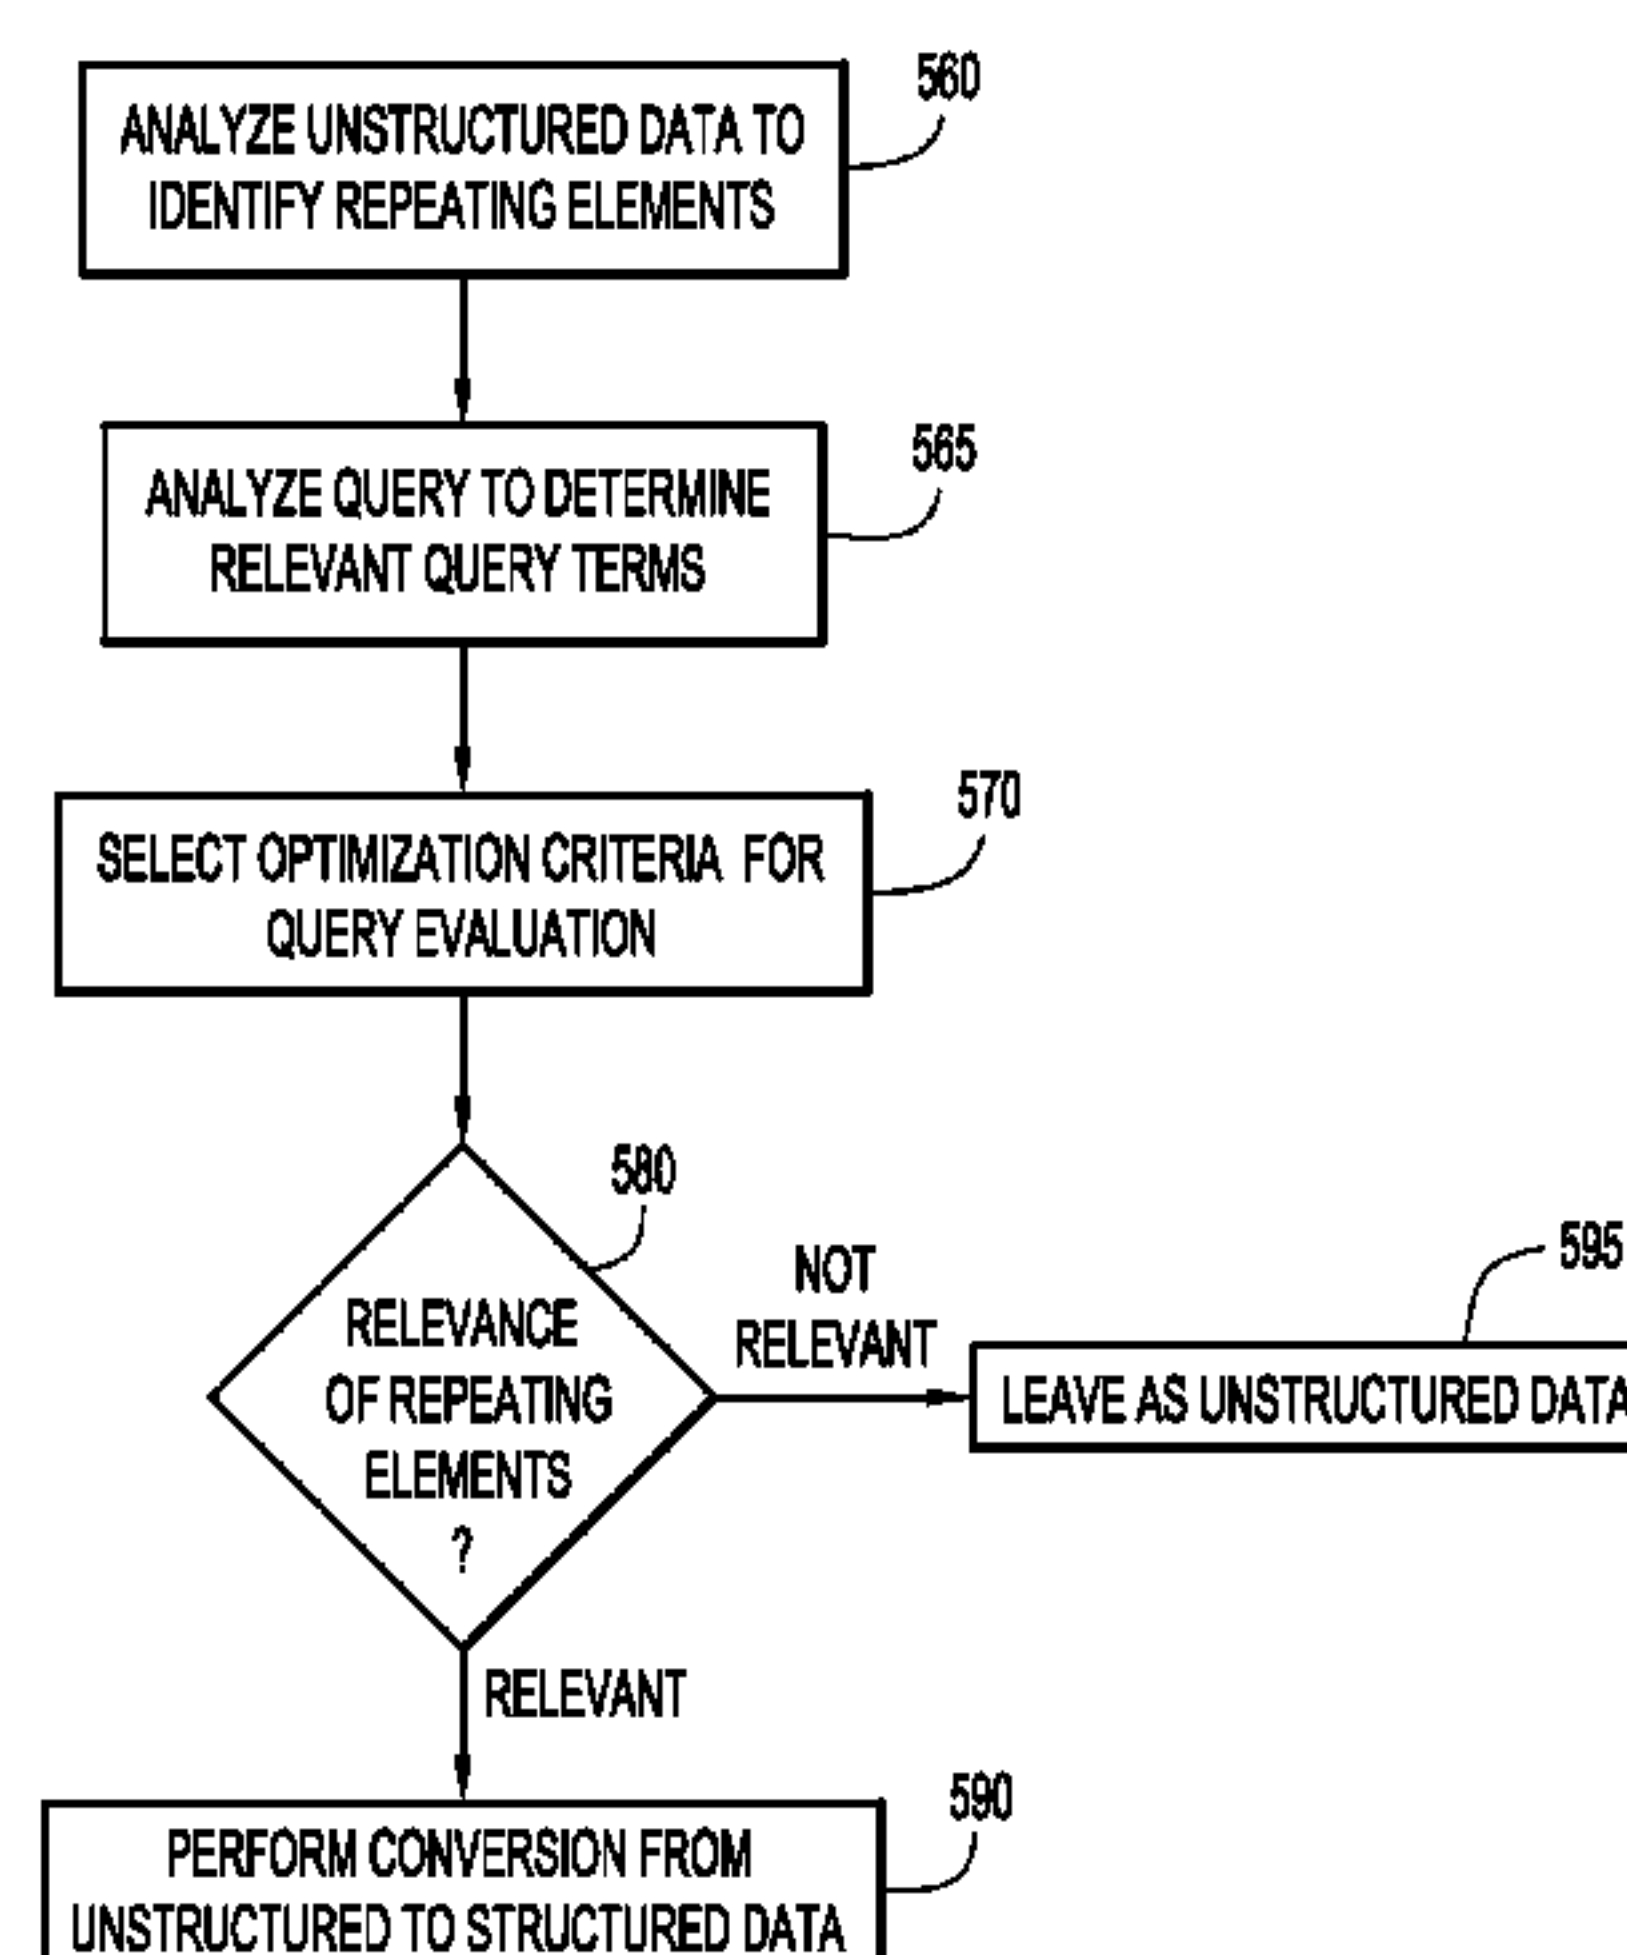 560
ANALYZE UNSTRUCTURED DATA TO
IDENTIFY REPEATING ELEMENTS
565
ANALYZE QUERY TO DETERMINE
RELEVANT QUERY TERMS
570
SELECT OPTIMIZATION CRITERIA FOR
QUERY EVALUATION
580
RELEVANCE
OF REPEATING
ELEMENTS
?
NOT
RELEVANT
595
LEAVE AS UNSTRUCTURED DATA
RELEVANT
590
PERFORM CONVERSION FROM
UNSTRUCTURED TO STRUCTURED DATA